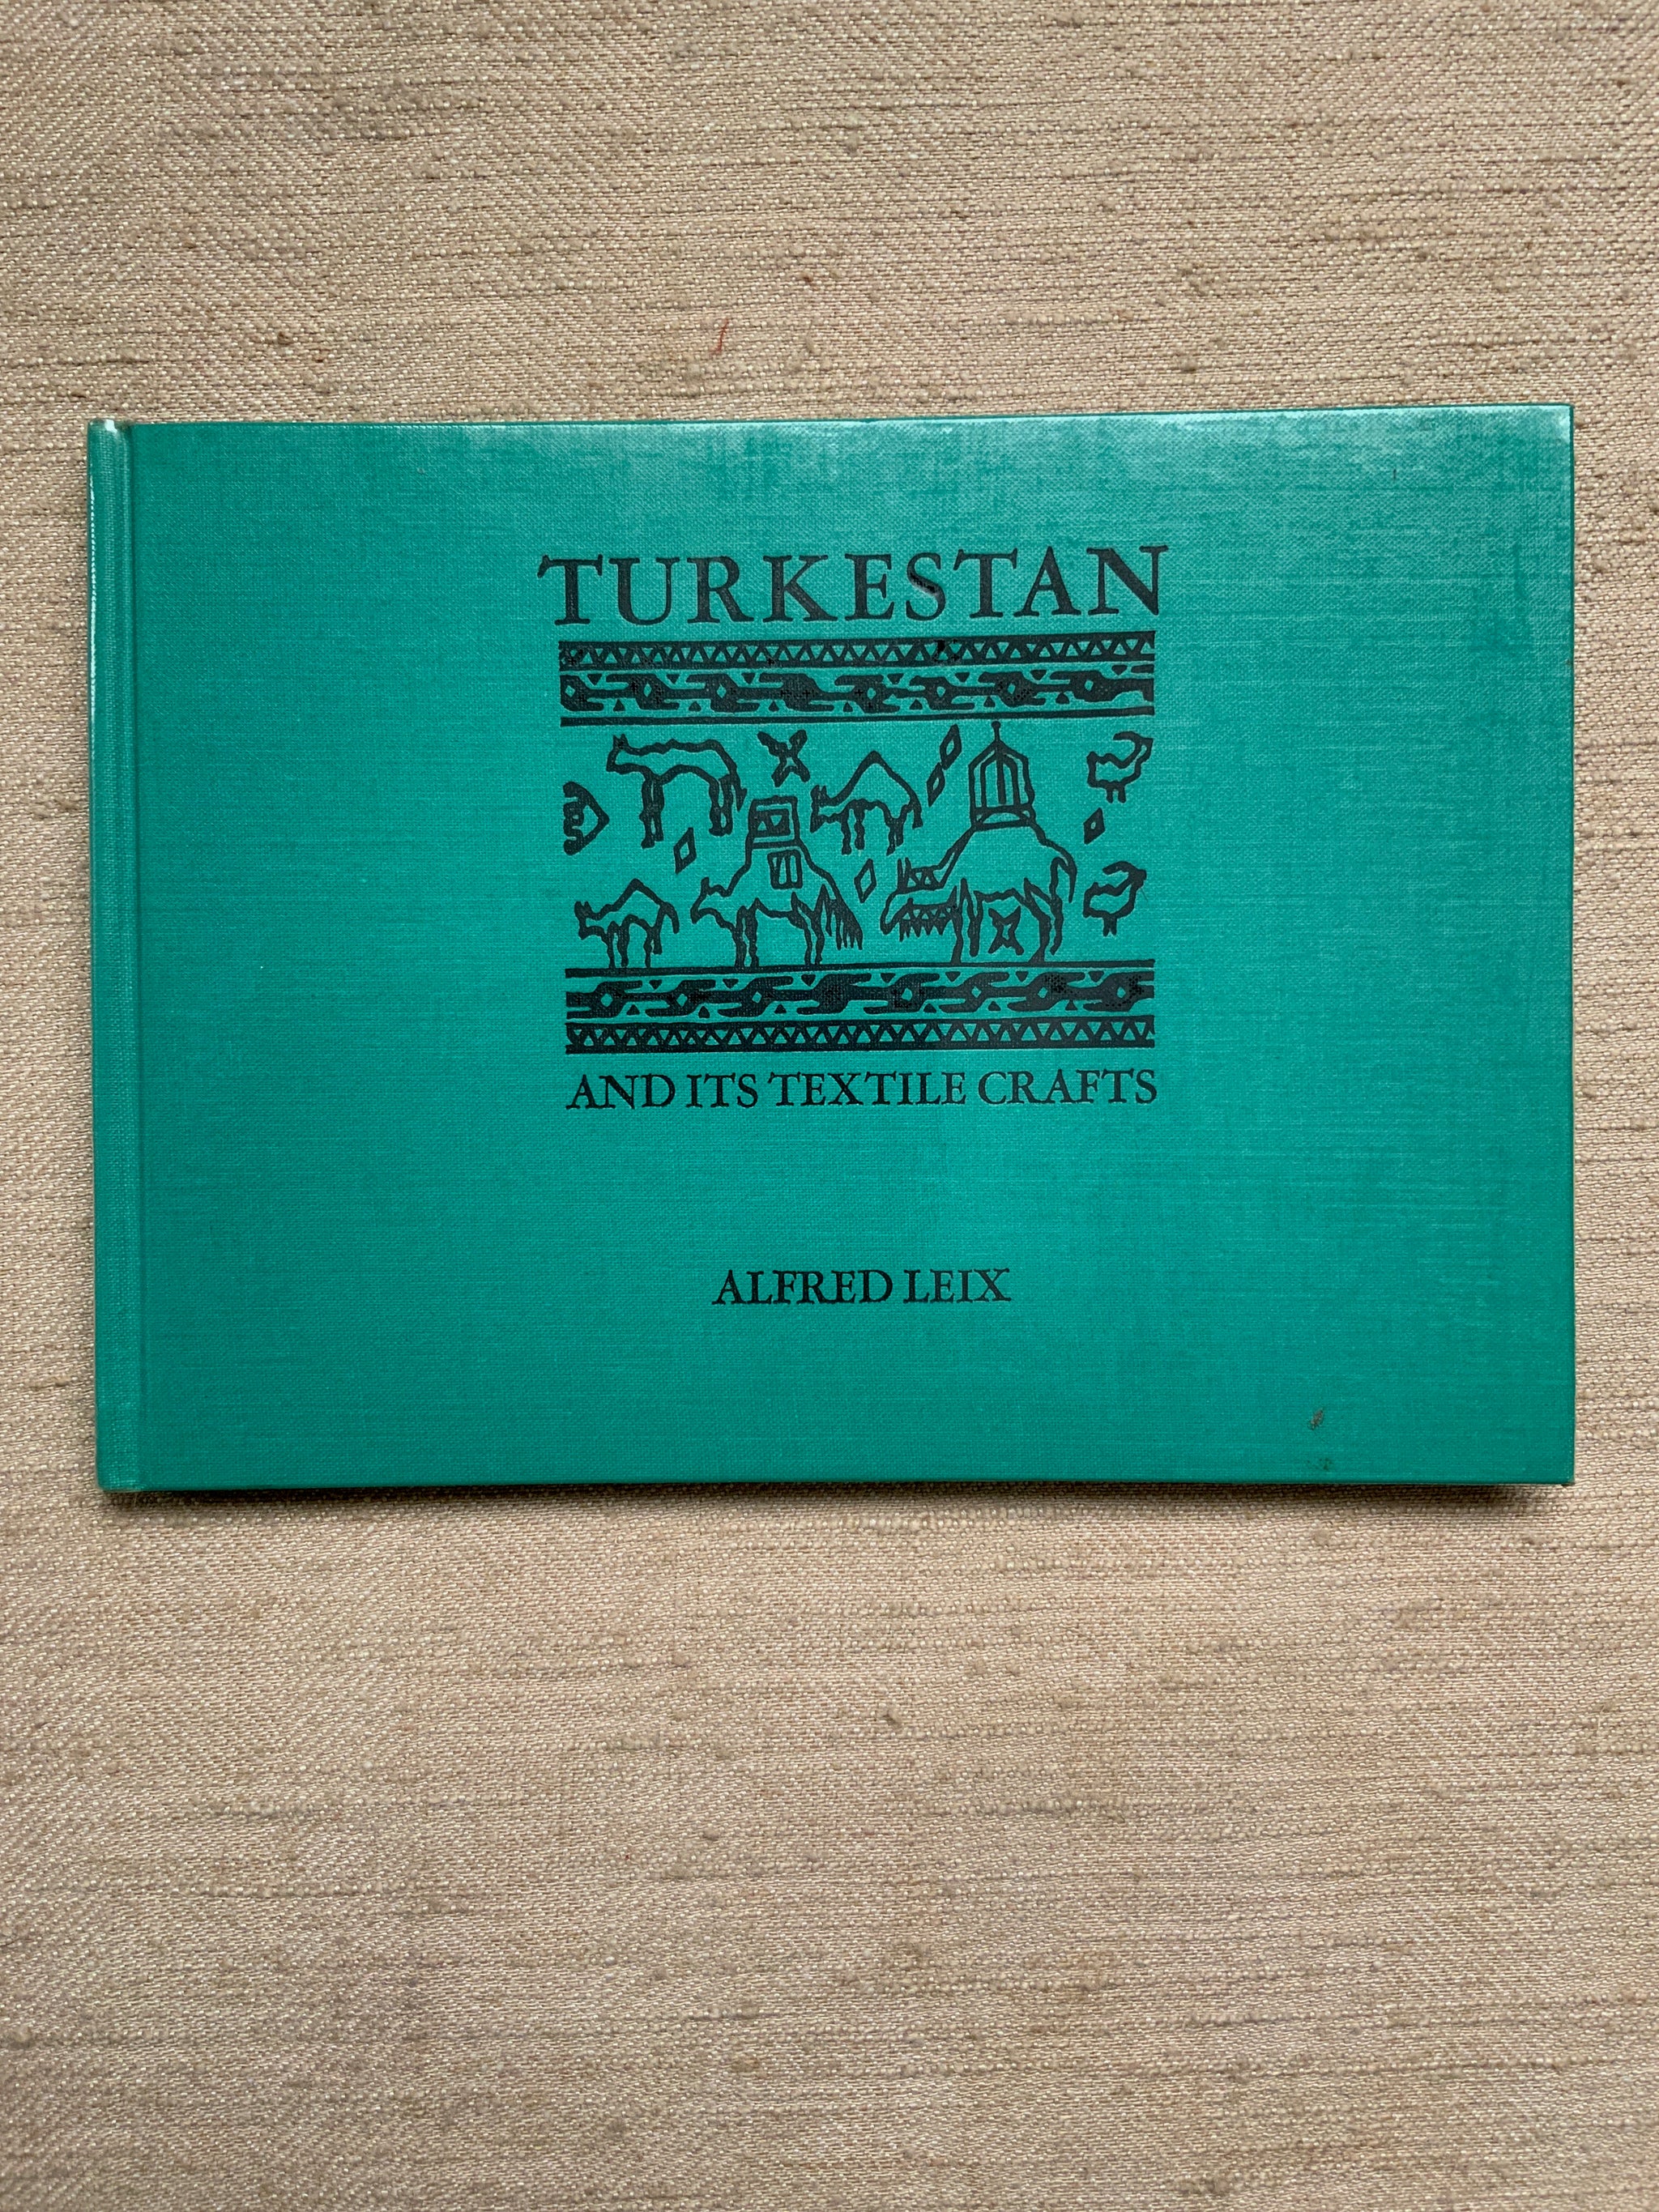 TURKESTAN
AND ITS TEXTILE CRAFTS
ALFRED LEIX